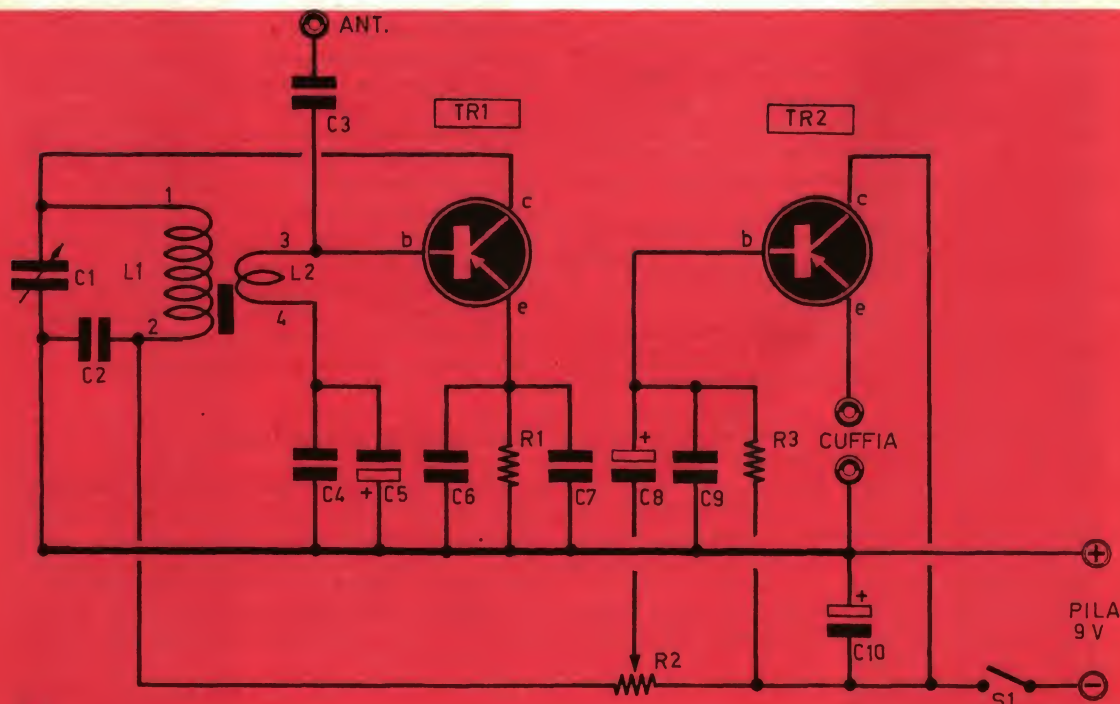 ANT.
C3
TR1
TR2
1
c
c
C1
L1
3
L2
b
b
4
e
e
2
C2
CUFFIA
R1
R3
C4
+
C5
C6
C7
+
C8
C9
+
PILA
9 V
+
C10
R2
S1
-